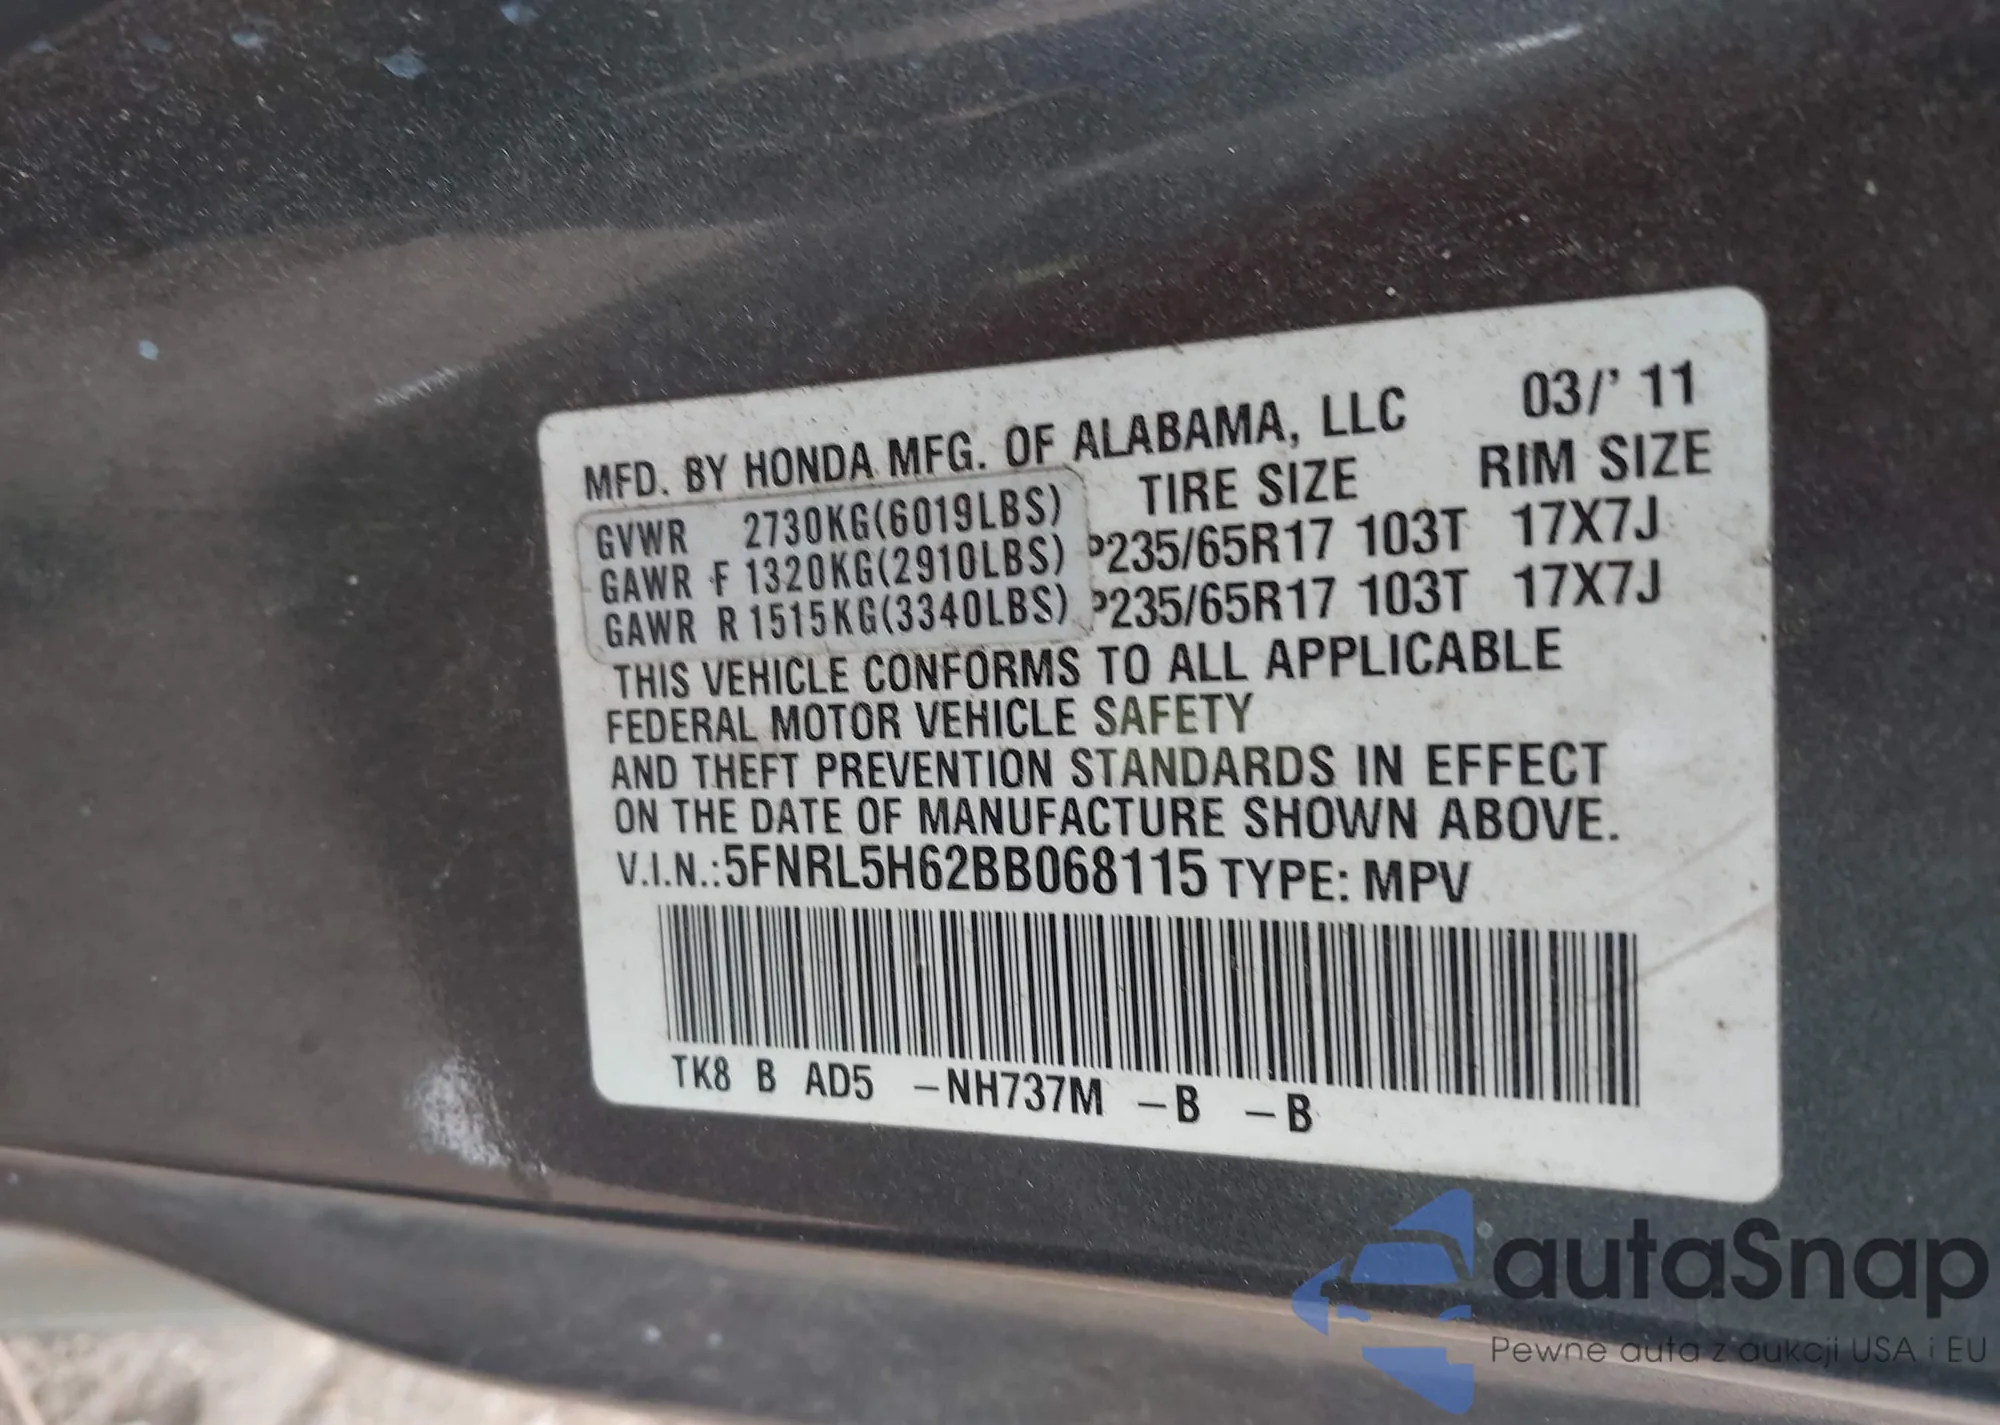 MFD. BY HONDA MFG. OF ALABAMA, LLC 03/' 11
TIRE SIZE RIM SIZE
GVWR 2730KG(6019LBS)
GAWR F 1320KG(2910LBS) P235/65R17 103T 17X7J
GAWR R 1515KG(3340LBS) P235/65R17 103T 17X7J
THIS VEHICLE CONFORMS TO ALL APPLICABLE
FEDERAL MOTOR VEHICLE SAFETY
AND THEFT PREVENTION STANDARDS IN EFFECT
ON THE DATE OF MANUFACTURE SHOWN ABOVE.
V.I.N.:5FNRL5H62BB068115 TYPE: MPV
TK8 B AD5 –NH737M –B –B
autaSnap
Pewne auta z aukcji USA i EU